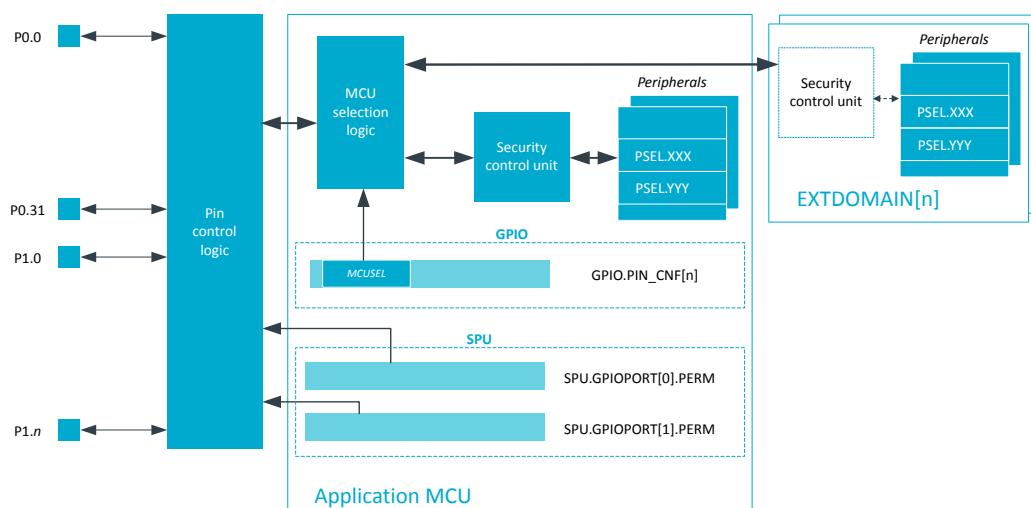 P0.0
P0.31
P1.0
P1.n
Pin
control
logic
MCU
selection
logic
Security
control unit
Peripherals
PSEL.XXX
PSEL.YYY
GPIO
MCUSEL
GPIO.PIN_CNF[n]
SPU
SPU.GPIOPORT[0].PERM
SPU.GPIOPORT[1].PERM
Application MCU
Peripherals
Security
control unit
PSEL.XXX
PSEL.YYY
EXTDOMAIN[n]